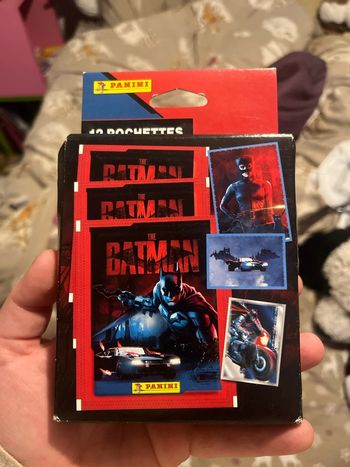 PANINI
12 POCHETTES
THE
BATMAN
THE
BATMAN
THE
BATMAN
PANINI